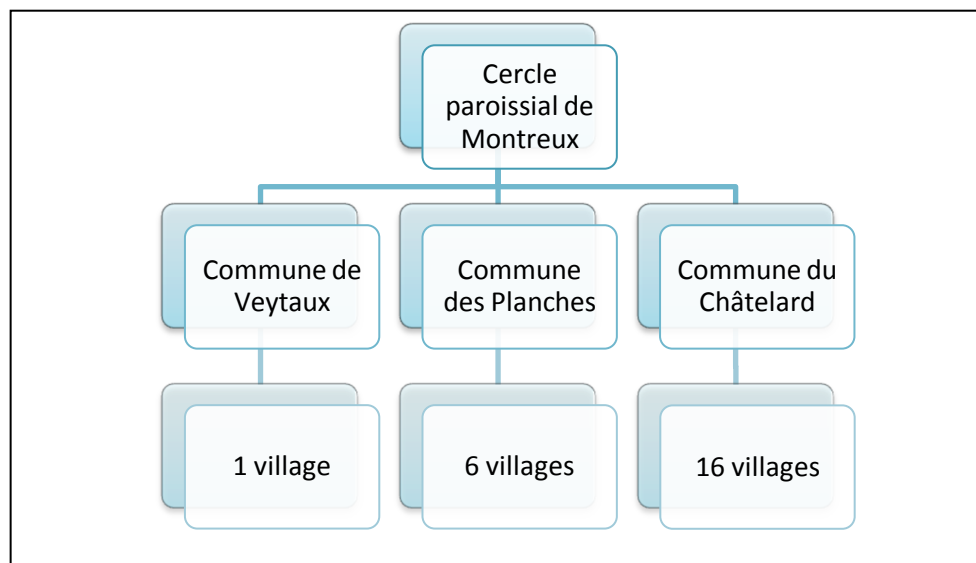 Cercle
paroissial de
Montreux
Commune de
Veytaux
Commune
des Planches
Commune du
Châtelard
1 village
6 villages
16 villages